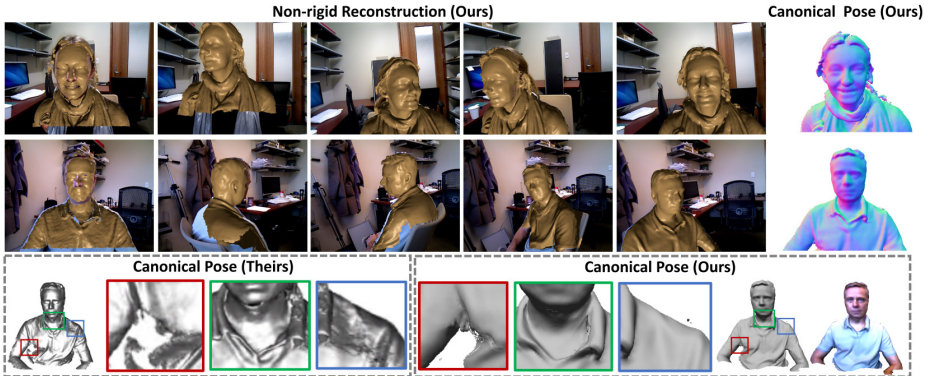 Non-rigid Reconstruction (Ours)
Canonical Pose (Ours)
Canonical Pose (Theirs)
Canonical Pose (Ours)